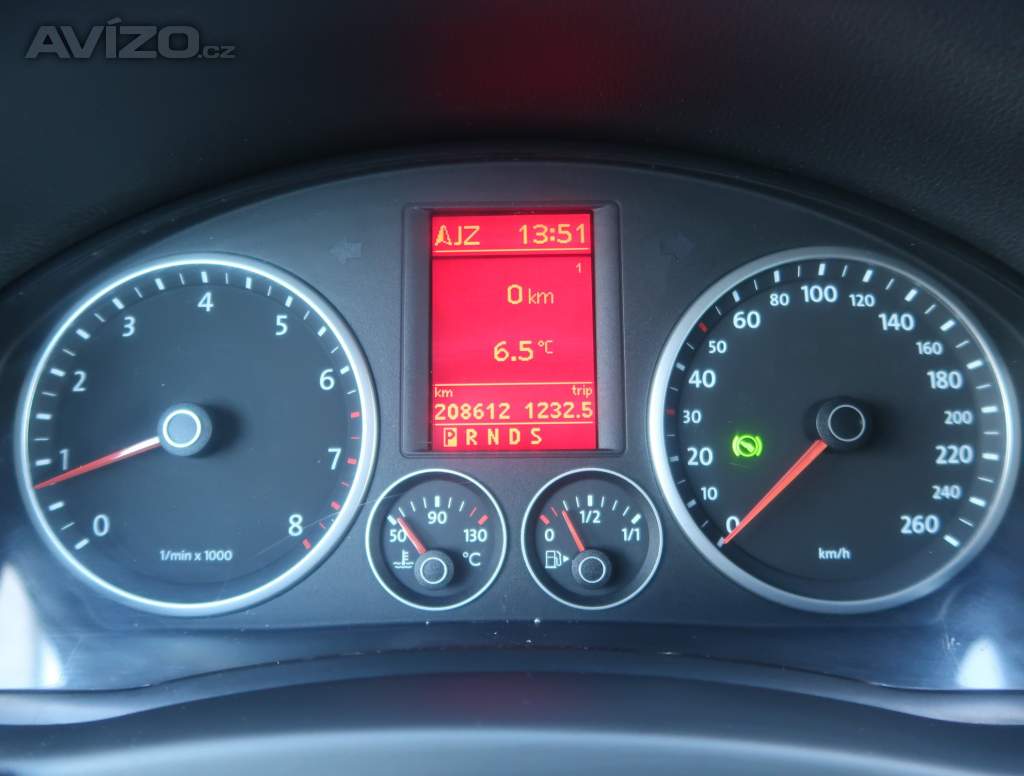 AVÍZO.cz
JZ 13:51
1
0 km
6.5 °C
km trip
208612 1232.5
P R N D S
0 1 2 3 4 5 6 7 8
1/min x 1000
50 90 130
°C
0 1/2 1/1
0 10 20 30 40 50 60 80 100 120 140 160 180 200 220 240 260
km/h